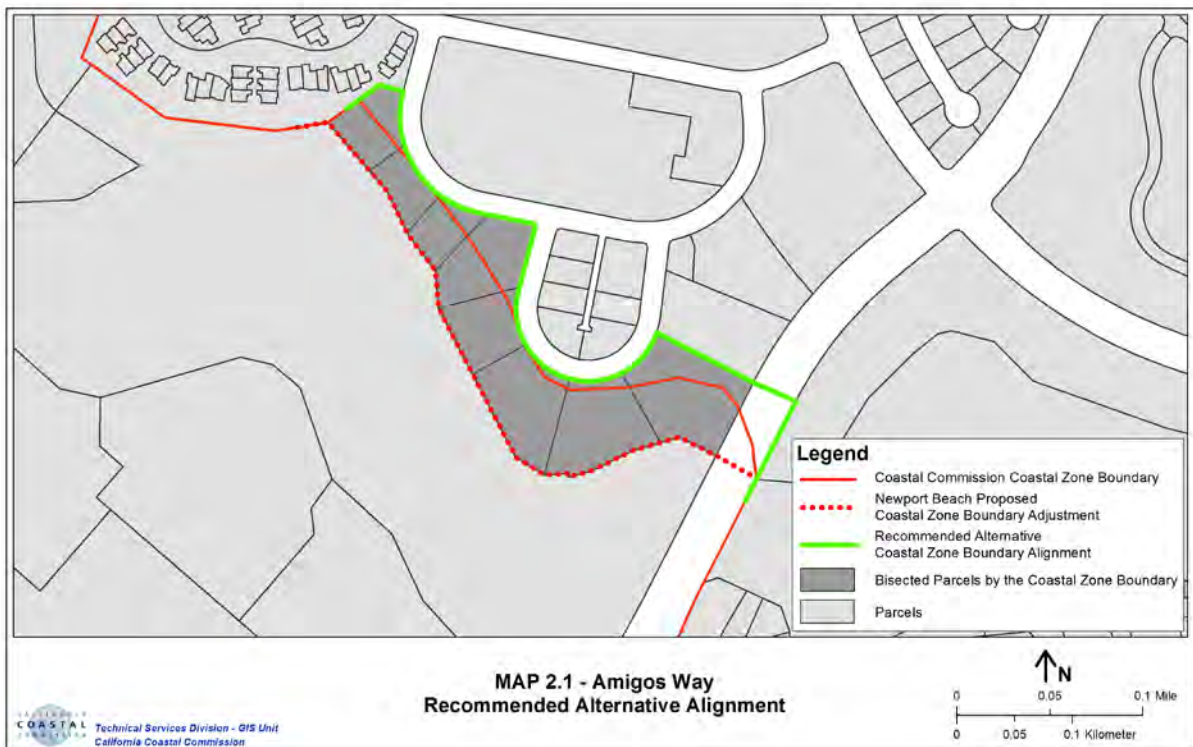 Legend
Coastal Commission Coastal Zone Boundary
Newport Beach Proposed
Coastal Zone Boundary Adjustment
Recommended Alternative
Coastal Zone Boundary Alignment
Bisected Parcels by the Coastal Zone Boundary
Parcels
MAP 2.1 - Amigos Way
Recommended Alternative Alignment
N
0 0.05 0.1 Mile
0 0.05 0.1 Kilometer
CALIFORNIA
COASTAL
COMMISSION
Technical Services Division - GIS Unit
California Coastal Commission